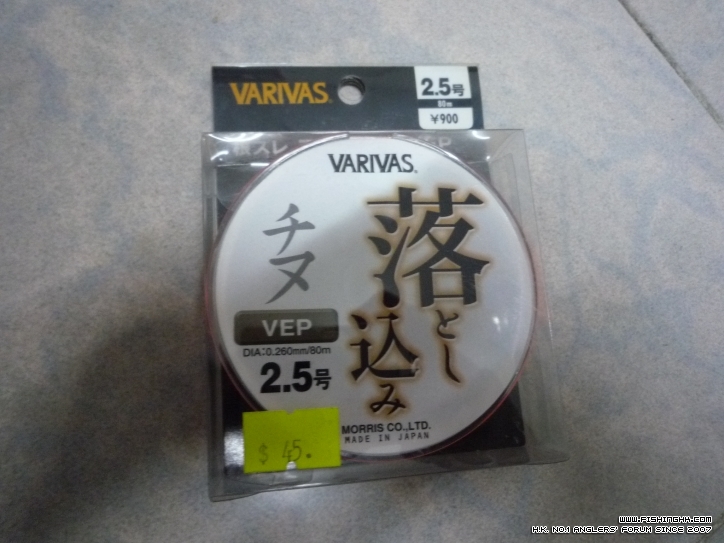 VARIVAS
2.5号
80m
¥900
VARIVAS
落とし込み
チヌ
VEP
DIA:0.260mm/80m
2.5号
MORRIS CO.,LTD.
MADE IN JAPAN
$ 45.
WWW.FISHINGHK.COM
H.K. NO.1 ANGLERS' FORUM SINCE 2007